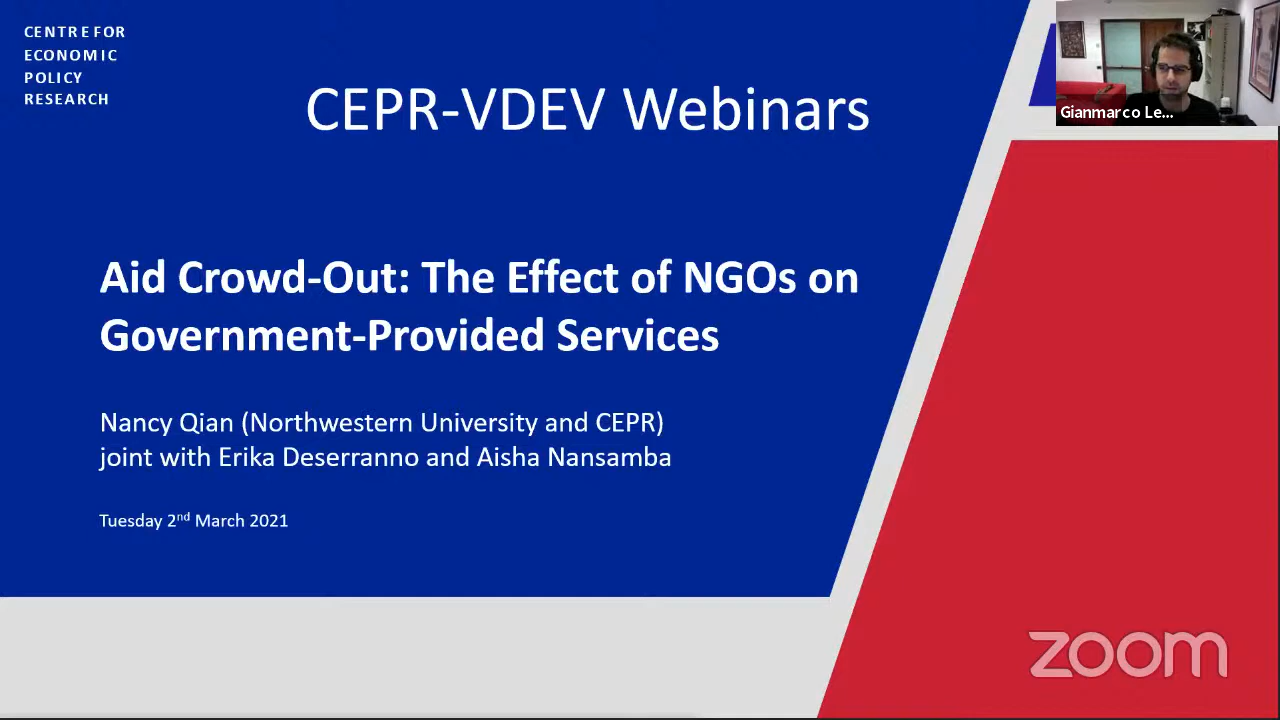 CENTRE FOR
ECONOMIC
POLICY
RESEARCH
CEPR-VDEV Webinars
Gianmarco Le...
Aid Crowd-Out: The Effect of NGOs on
Government-Provided Services
Nancy Qian (Northwestern University and CEPR)
joint with Erika Deserranno and Aisha Nansamba
Tuesday 2nd March 2021
zoom